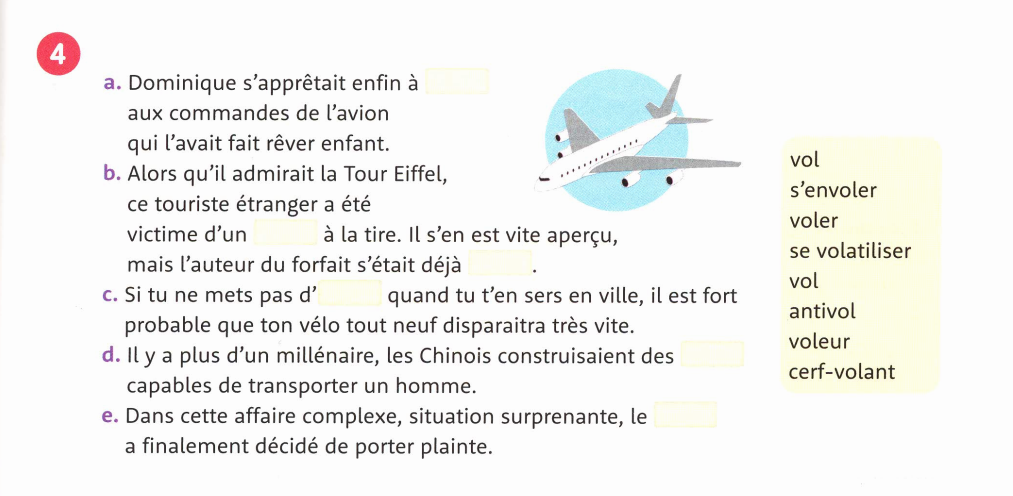 4
a. Dominique s'apprêtait enfin à
aux commandes de l'avion
qui l'avait fait rêver enfant.
b. Alors qu'il admirait la Tour Eiffel,
ce touriste étranger a été
victime d'un à la tire. Il s'en est vite aperçu,
mais l'auteur du forfait s'était déjà .
c. Si tu ne mets pas d' quand tu t'en sers en ville, il est fort
probable que ton vélo tout neuf disparaitra très vite.
d. Il y a plus d'un millénaire, les Chinois construisaient des
capables de transporter un homme.
e. Dans cette affaire complexe, situation surprenante, le
a finalement décidé de porter plainte.
vol
s'envoler
voler
se volatiliser
vol
antivol
voleur
cerf-volant